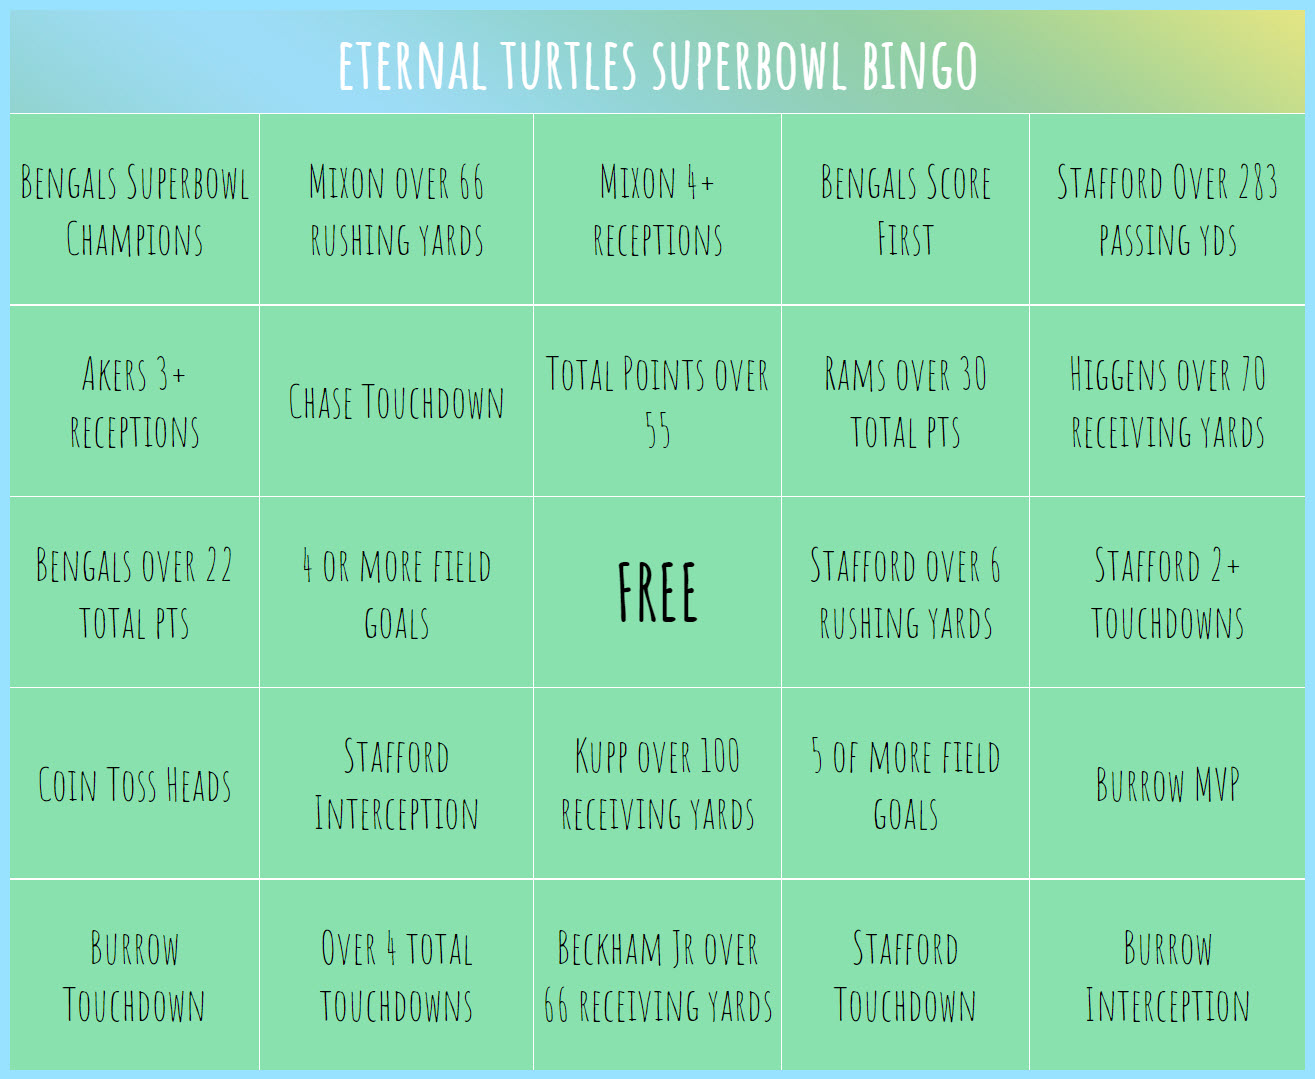 Eternal Turtles Superbowl Bingo
Bengals Superbowl
Champions
Mixon over 66
rushing yards
Mixon 4+
receptions
Bengals Score
First
Stafford Over 283
passing yds
Akers 3+
receptions
Chase Touchdown
Total Points over
55
Rams over 30
total pts
Higgens over 70
receiving yards
Bengals over 22
total pts
4 or more field
goals
FREE
Stafford over 6
rushing yards
Stafford 2+
touchdowns
Coin Toss Heads
Stafford
Interception
Kupp over 100
receiving yards
5 of more field
goals
Burrow MVP
Burrow
Touchdown
Over 4 total
touchdowns
Beckham Jr over
66 receiving yards
Stafford
Touchdown
Burrow
Interception